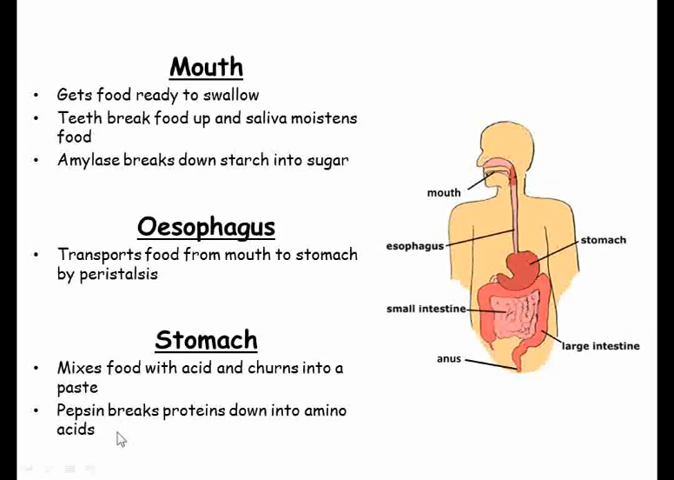 Mouth
• Gets food ready to swallow
• Teeth break food up and saliva moistens
food
• Amylase breaks down starch into sugar
Oesophagus
• Transports food from mouth to stomach
by peristalsis
Stomach
• Mixes food with acid and churns into a
paste
• Pepsin breaks proteins down into amino
acids
mouth
esophagus
stomach
small intestine
large intestine
anus